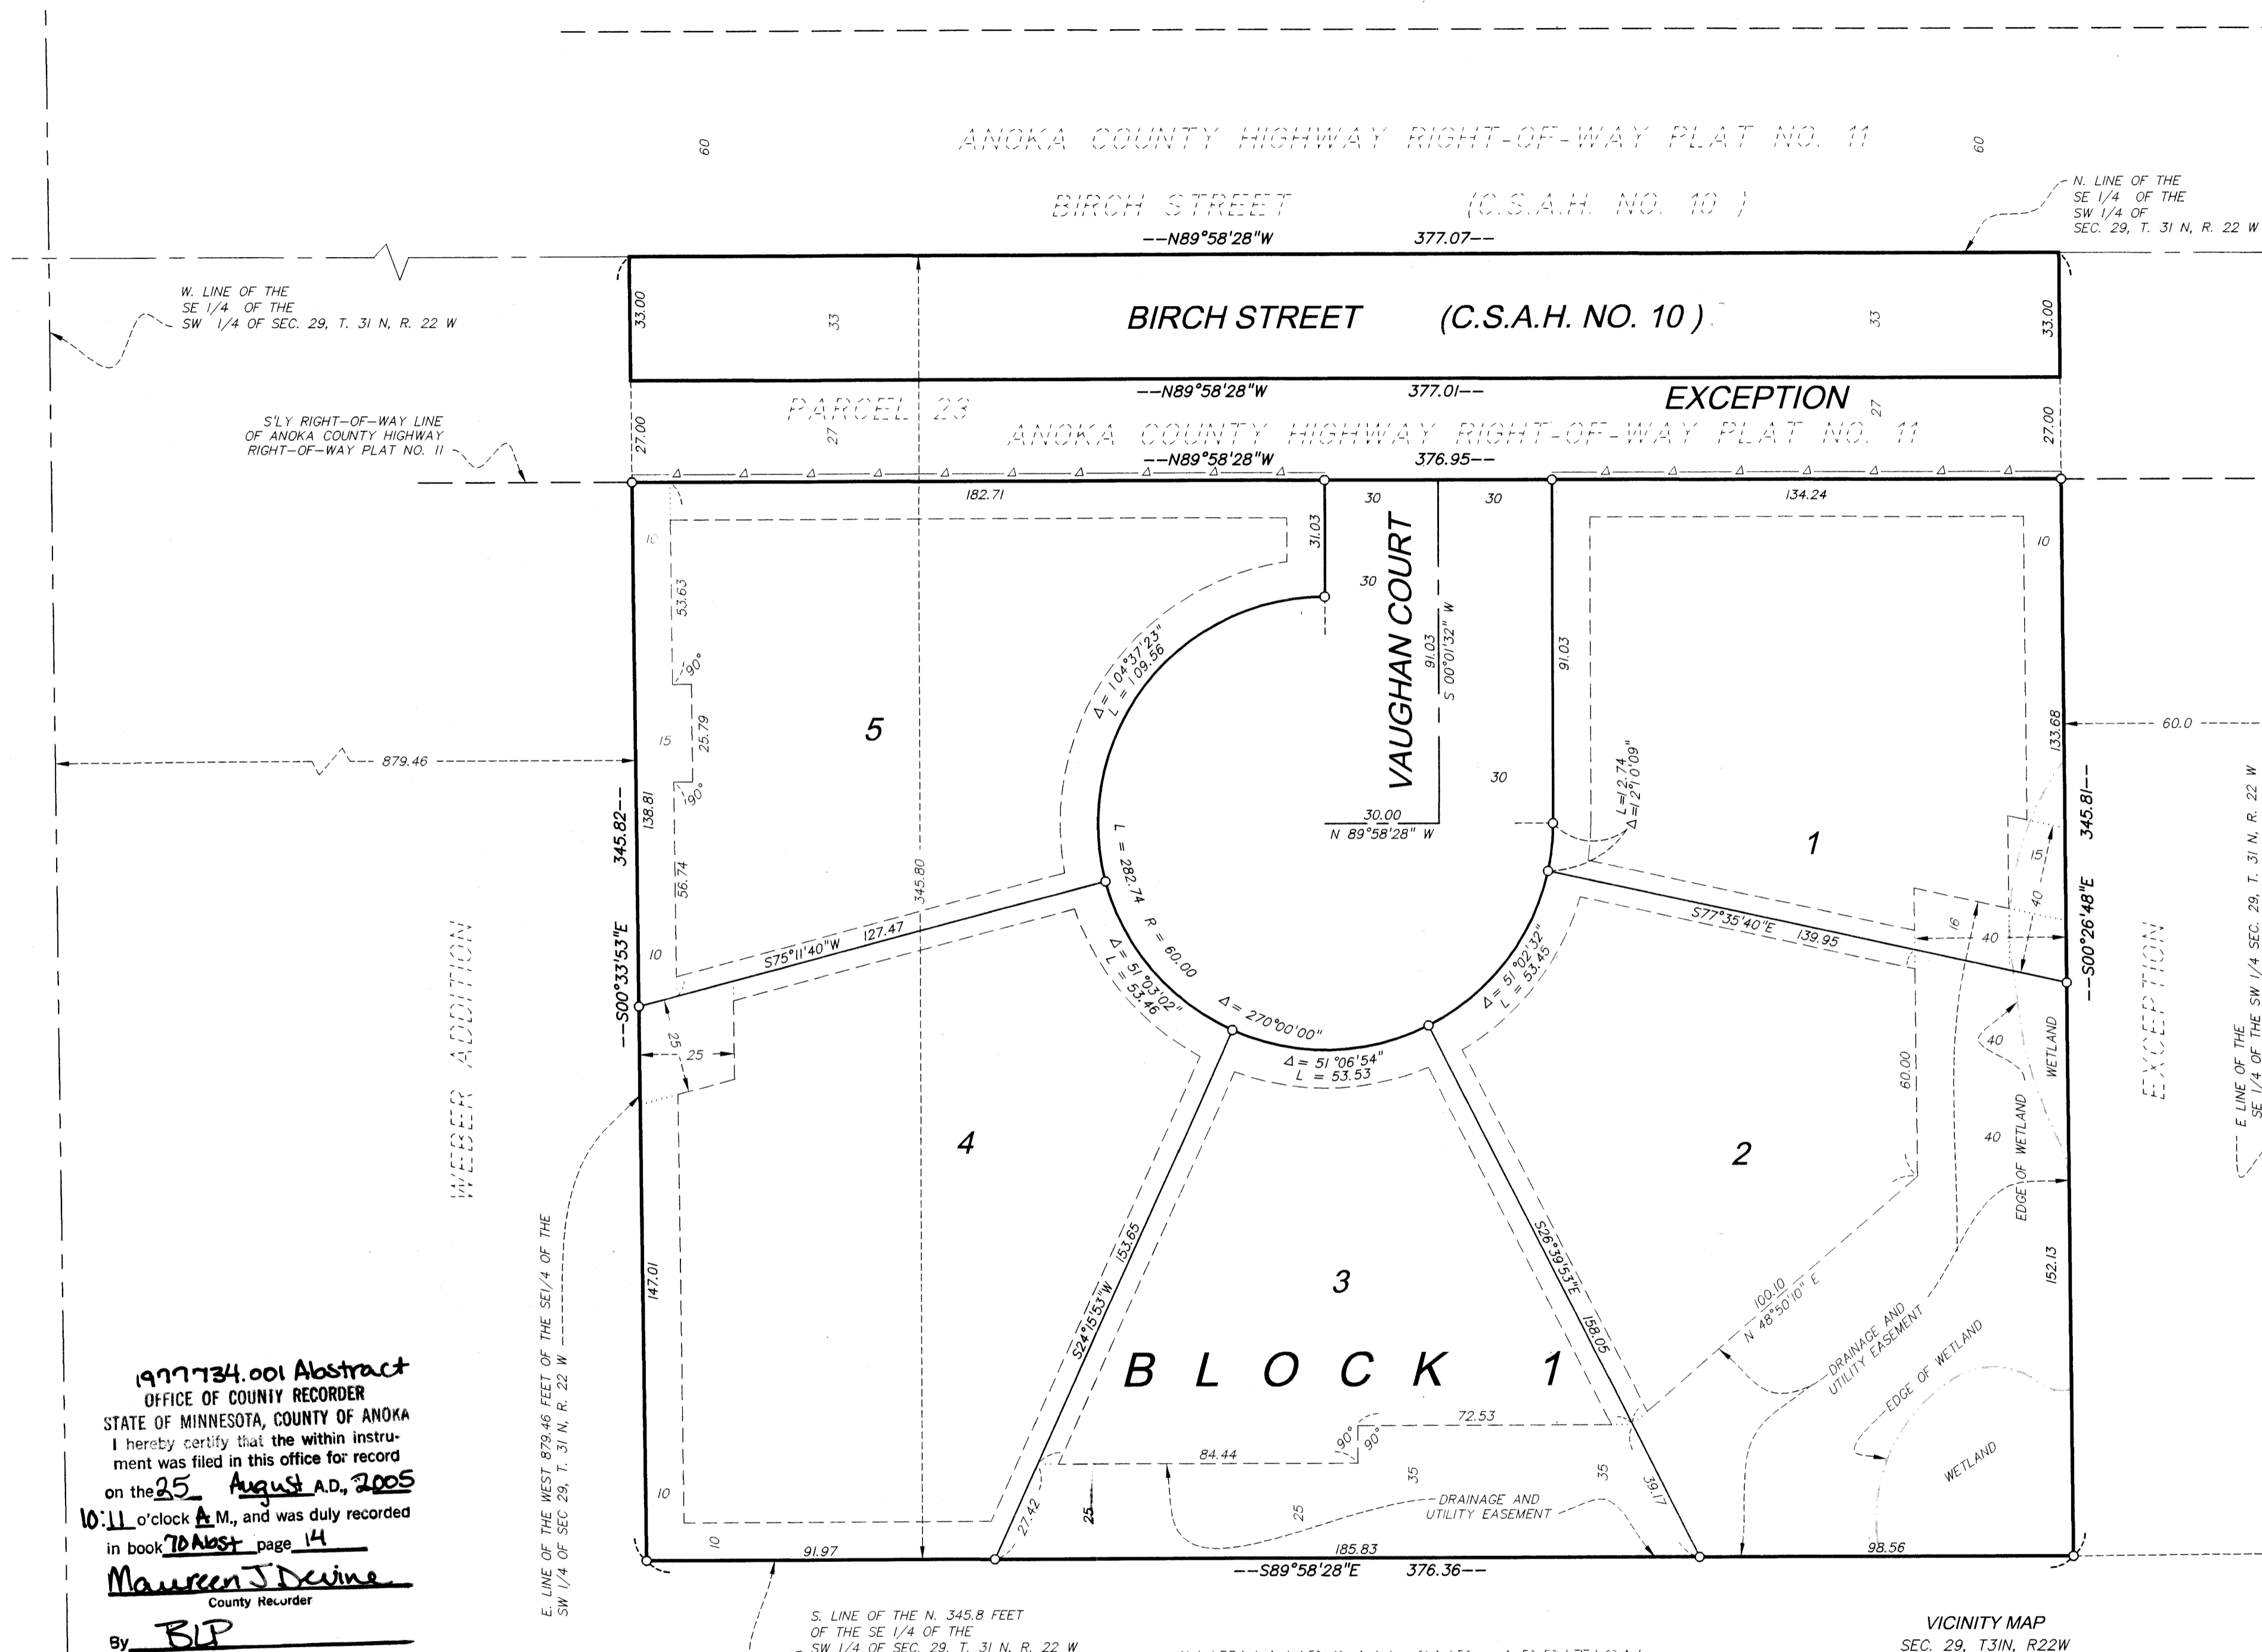 ANOKA COUNTY HIGHWAY RIGHT-OF-WAY PLAT NO. 11
60
60
BIRCH STREET (C.S.A.H. NO. 10 )
N. LINE OF THE
SE 1/4 OF THE
SW 1/4 OF
SEC. 29, T. 31 N, R. 22 W
--N89°58'28"W 377.07--
W. LINE OF THE
SE 1/4 OF THE
SW 1/4 OF SEC. 29, T. 31 N, R. 22 W
33.00
33
BIRCH STREET (C.S.A.H. NO. 10 )
33
33.00
--N89°58'28"W 377.01--
EXCEPTION
PARCEL 23
27
27
S'LY RIGHT-OF-WAY LINE
OF ANOKA COUNTY HIGHWAY
RIGHT-OF-WAY PLAT NO. 11
27.00
ANOKA COUNTY HIGHWAY RIGHT-OF-WAY PLAT NO. 11
27.00
--N89°58'28"W 376.95--
182.71
30
30
134.24
10
31.03
30
VAUGHAN COURT
91.03
S 00°01'32" W
91.03
10
53.63
90°
Δ= 104°37'23"
L = 109.56
5
15
25.79
90°
879.46
138.81
--S00°33'53"E 345.82--
56.74
345.80
30
30.00
N 89°58'28" W
L=12.74
Δ=12°10'09"
1
133.68
60.0
--S00°26'48"E 345.81--
15
40
16
40
L = 282.74 R = 60.00
Δ = 270°00'00"
S75°11'40"W 127.47
10
S77°35'40"E 139.95
Δ= 51°03'02"
L = 53.46
Δ= 51°02'32"
L = 53.45
Δ= 51°06'54"
L = 53.53
25
25
WEBER ADDITION
4
2
60.00
40
40
WETLAND
EDGE OF WETLAND
EXCEPTION
E LINE OF THE
SE 1/4 OF THE SW 1/4 SEC. 29, T. 31 N, R. 22 W
147.01
E. LINE OF THE WEST 879.46 FEET OF THE SE1/4 OF THE
SW 1/4 OF SEC 29, T. 31 N, R. 22 W
S24°15'53"W 153.65
3
S26°39'53"E 158.05
100.10
N 48°50'10" E
DRAINAGE AND
UTILITY EASEMENT
EDGE OF WETLAND
WETLAND
152.13
BLOCK 1
72.53
84.44
90°
90°
35
35
39.17
27.42
25
25
DRAINAGE AND
UTILITY EASEMENT
10
10
91.97
185.83
98.56
--S89°58'28"E 376.36--
1977734.001 Abstract
OFFICE OF COUNTY RECORDER
STATE OF MINNESOTA, COUNTY OF ANOKA
I hereby certify that the within instru-
ment was filed in this office for record
on the 25 August A.D., 2005
10:11 o'clock A M., and was duly recorded
in book 70 Abst page 14
Maureen J Devine
County Recorder
By BLP
S. LINE OF THE N. 345.8 FEET
OF THE SE 1/4 OF THE
SW 1/4 OF SEC. 29, T. 31 N, R. 22 W
VICINITY MAP
SEC. 29, T31N, R22W